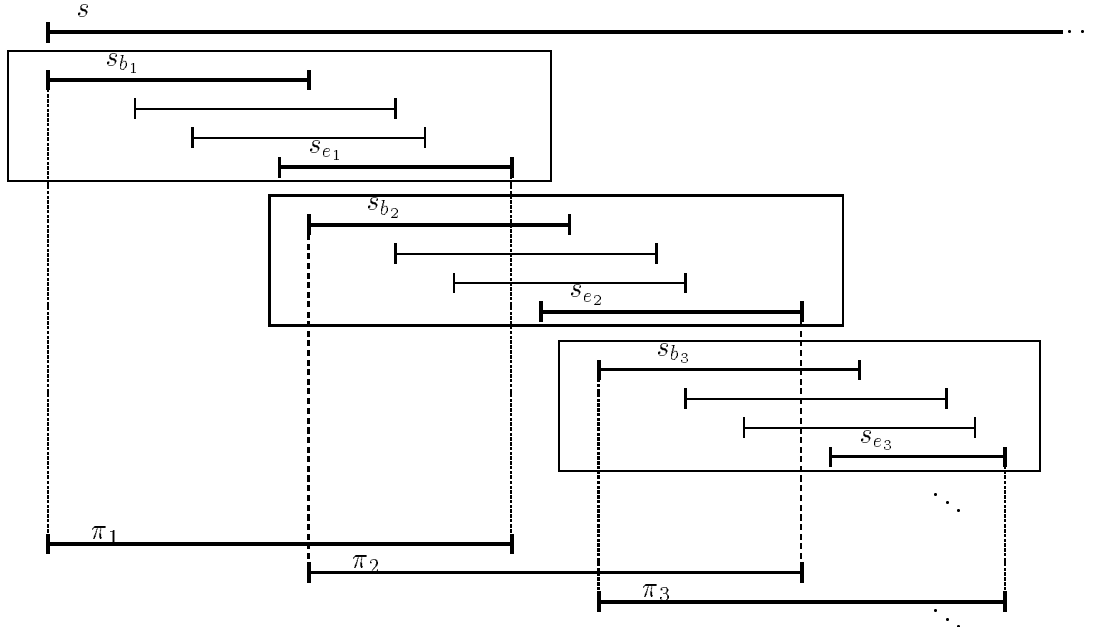 s
s_{b_1}
s_{e_1}
s_{b_2}
s_{e_2}
s_{b_3}
s_{e_3}
π_1
π_2
π_3